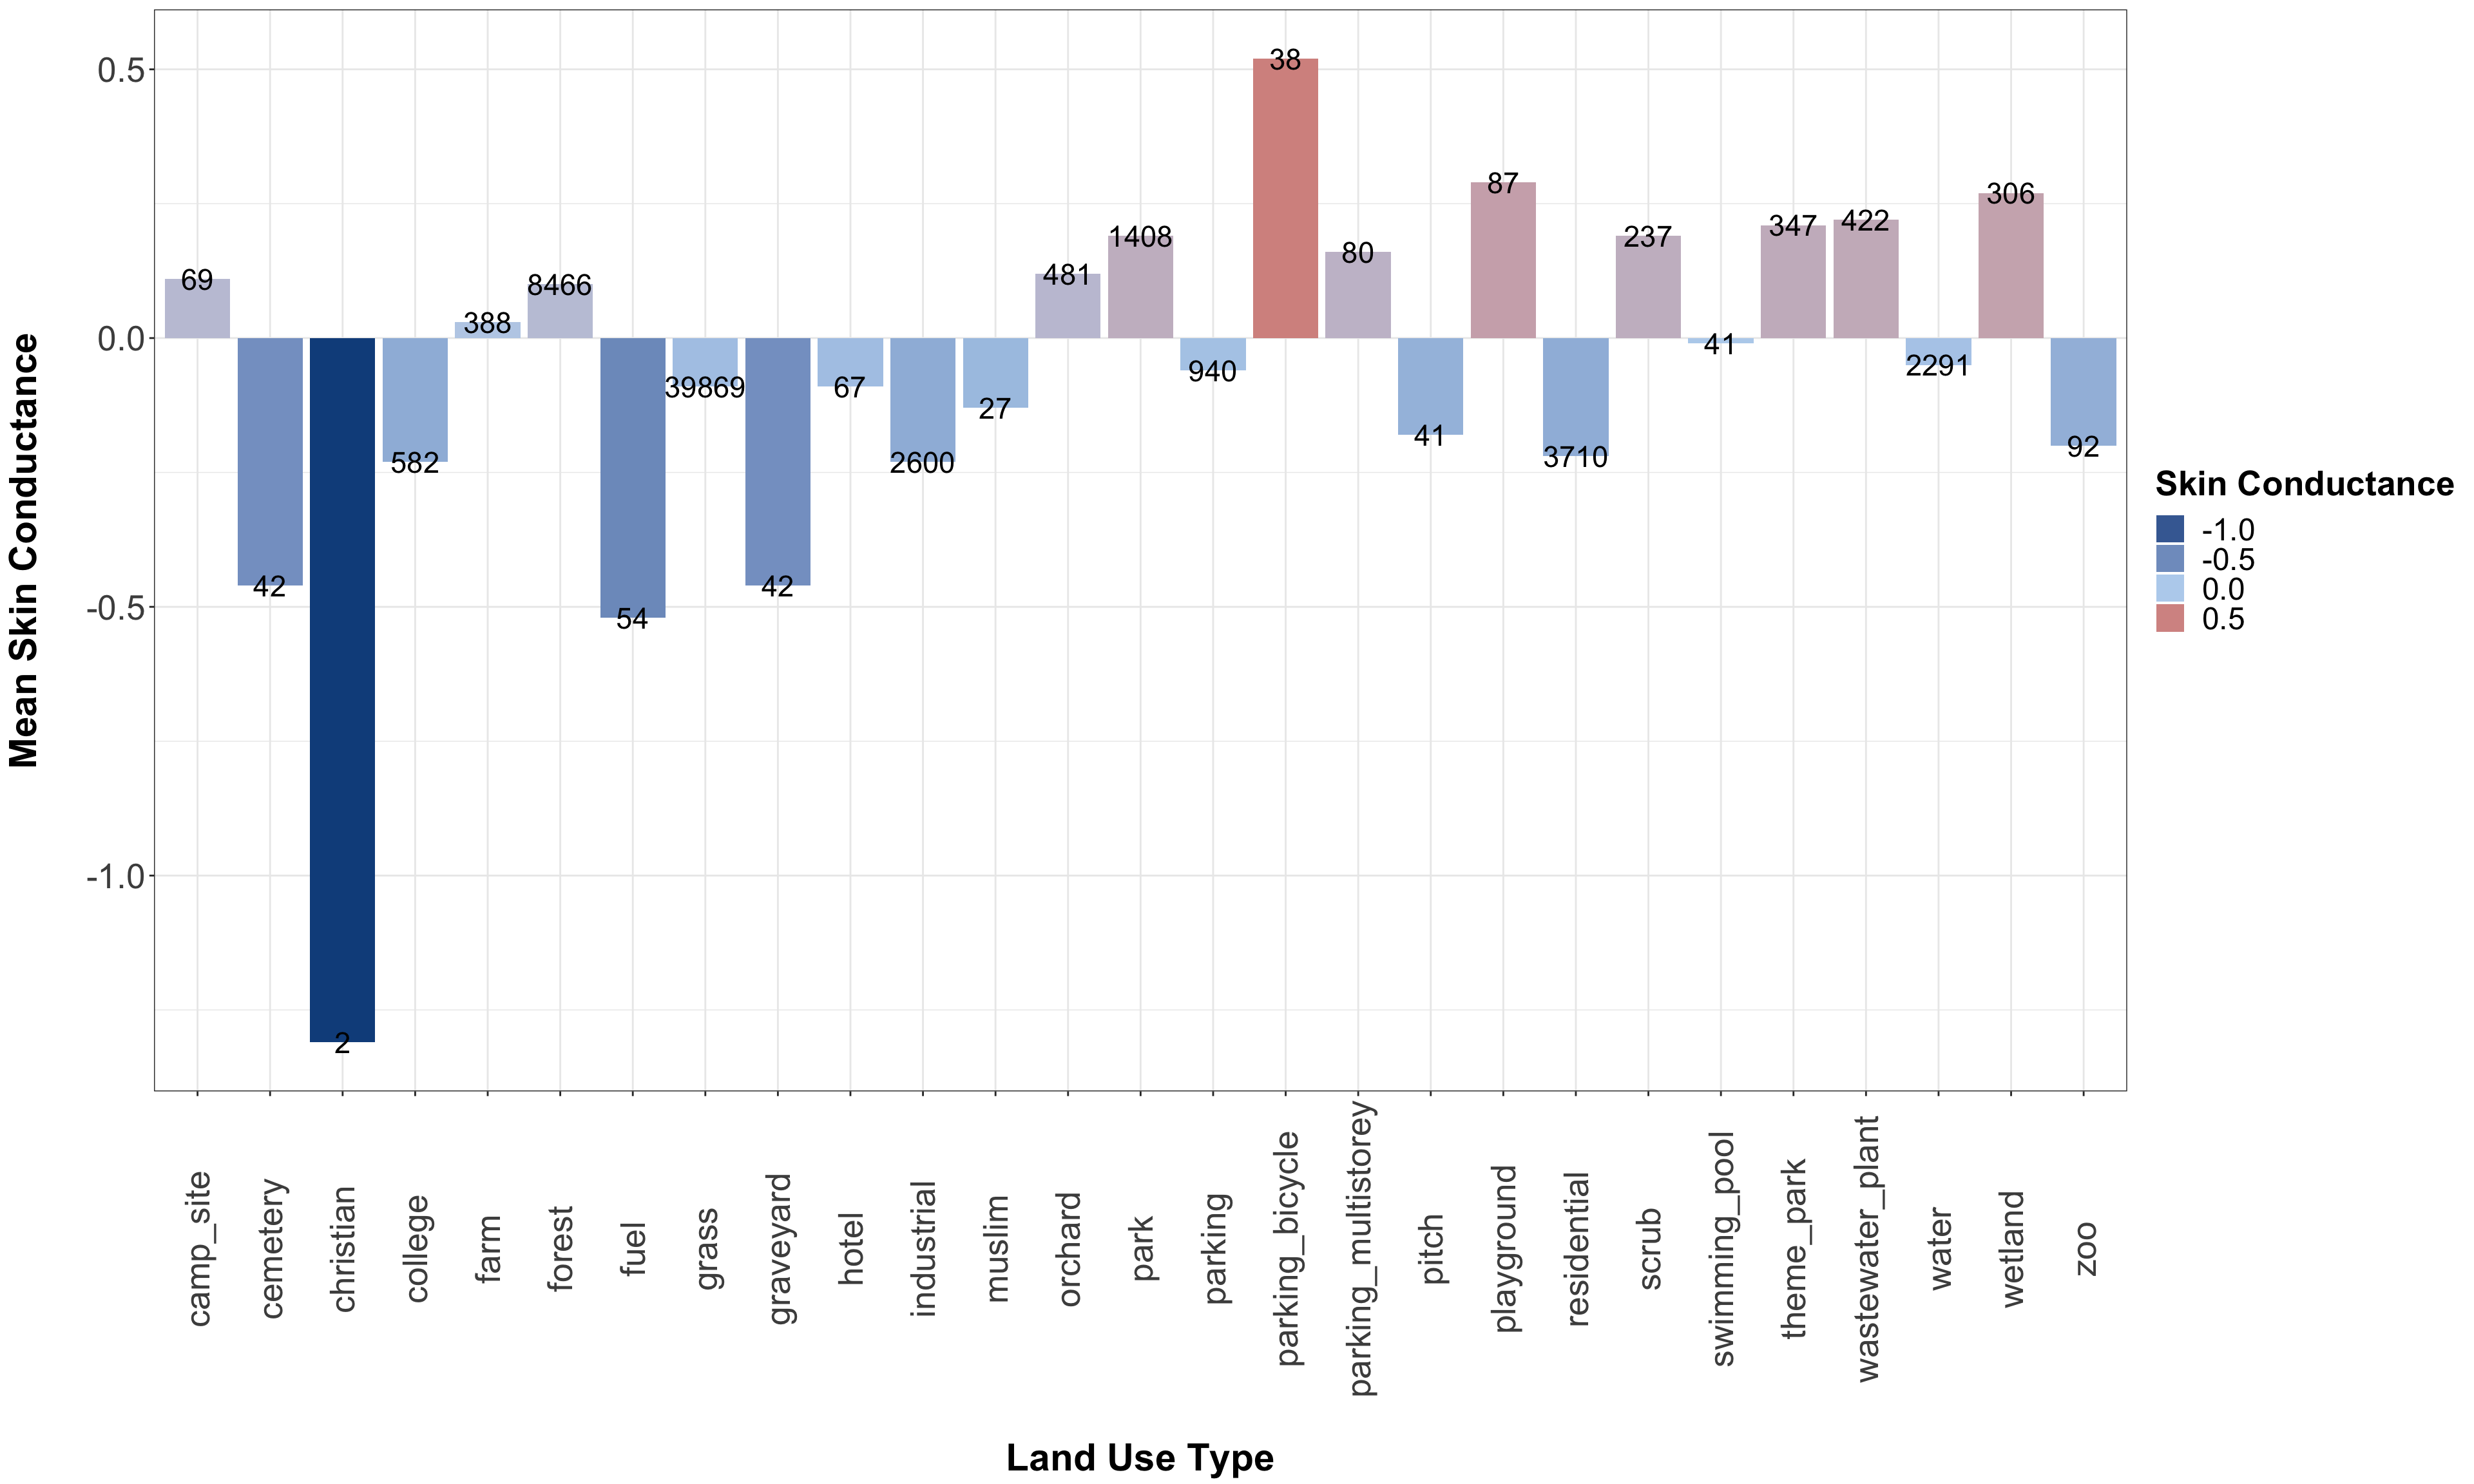 Mean Skin Conductance
0.5
0.0
-0.5
-1.0
69
42
2
582
388
8466
54
39869
42
67
2600
27
481
1408
940
38
80
41
87
3710
237
41
347
422
2291
306
92
camp_site
cemetery
christian
college
farm
forest
fuel
grass
graveyard
hotel
industrial
muslim
orchard
park
parking
parking_bicycle
parking_multistorey
pitch
playground
residential
scrub
swimming_pool
theme_park
wastewater_plant
water
wetland
zoo
Land Use Type
Skin Conductance
-1.0
-0.5
0.0
0.5